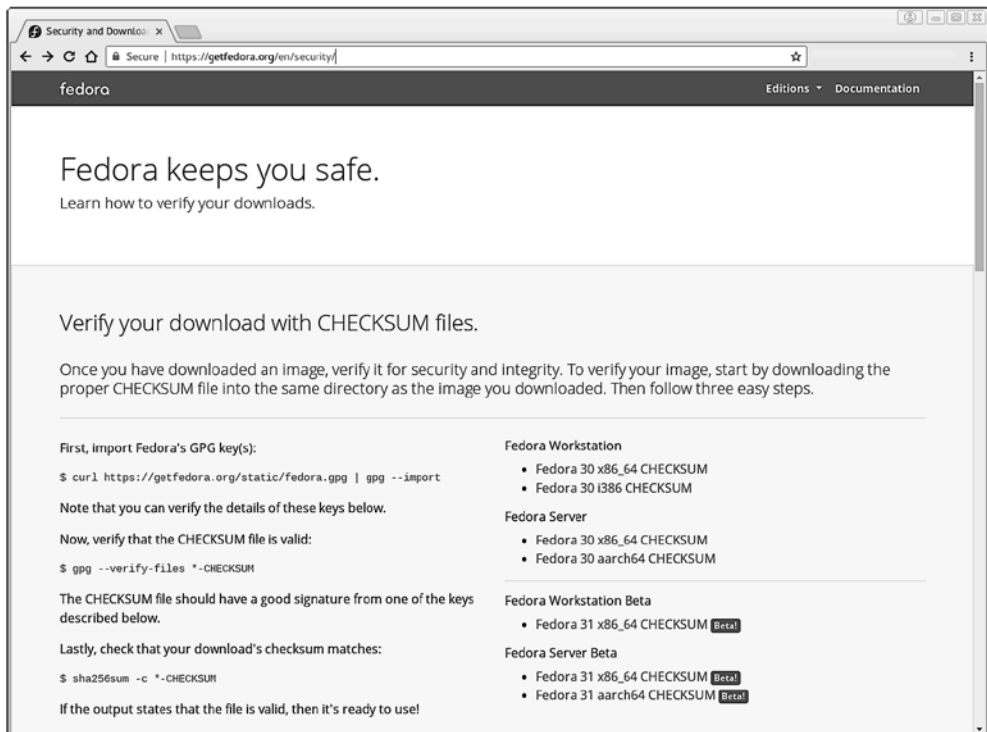 Security and Downloa
Secure | https://getfedora.org/en/security/
fedora
Editions Documentation
Fedora keeps you safe.
Learn how to verify your downloads.
Verify your download with CHECKSUM files.
Once you have downloaded an image, verify it for security and integrity. To verify your image, start by downloading the
proper CHECKSUM file into the same directory as the image you downloaded. Then follow three easy steps.
First, import Fedora's GPG key(s):
$ curl https://getfedora.org/static/fedora.gpg | gpg --import
Note that you can verify the details of these keys below.
Now, verify that the CHECKSUM file is valid:
$ gpg --verify-files *-CHECKSUM
The CHECKSUM file should have a good signature from one of the keys
described below.
Lastly, check that your download's checksum matches:
$ sha256sum -c *-CHECKSUM
If the output states that the file is valid, then it's ready to use!
Fedora Workstation
• Fedora 30 x86_64 CHECKSUM
• Fedora 30 i386 CHECKSUM
Fedora Server
• Fedora 30 x86_64 CHECKSUM
• Fedora 30 aarch64 CHECKSUM
Fedora Workstation Beta
• Fedora 31 x86_64 CHECKSUM Beta!
Fedora Server Beta
• Fedora 31 x86_64 CHECKSUM Beta!
• Fedora 31 aarch64 CHECKSUM Beta!